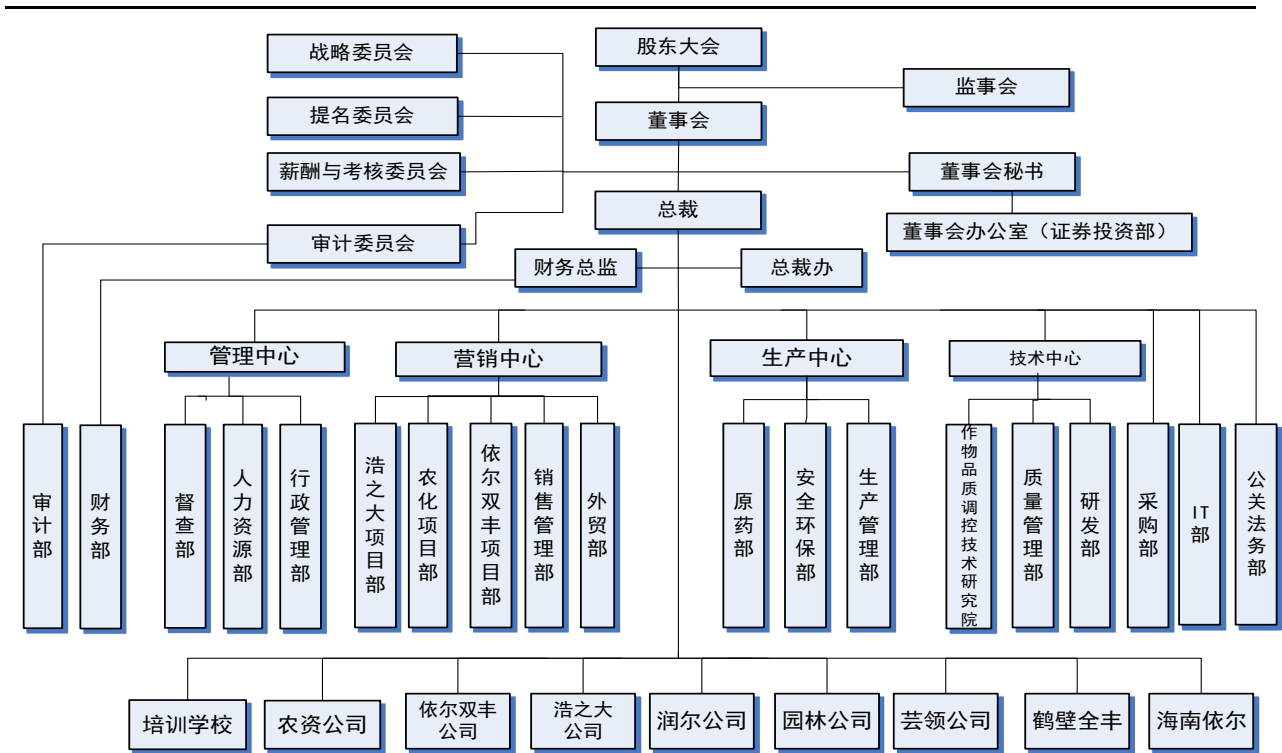 战略委员会
股东大会
监事会
提名委员会
董事会
薪酬与考核委员会
董事会秘书
总裁
董事会办公室（证券投资部）
审计委员会
财务总监
总裁办
管理中心
营销中心
生产中心
技术中心
审计部
财务部
督查部
人力资源部
行政管理部
浩之大项目部
农化项目部
依尔双丰项目部
销售管理部
外贸部
原药部
安全环保部
生产管理部
作物品质调控技术研究院
质量管理部
研发部
采购部
IT部
公关法务部
培训学校
农资公司
依尔双丰
公司
浩之大
公司
润尔公司
园林公司
芸领公司
鹤壁全丰
海南依尔